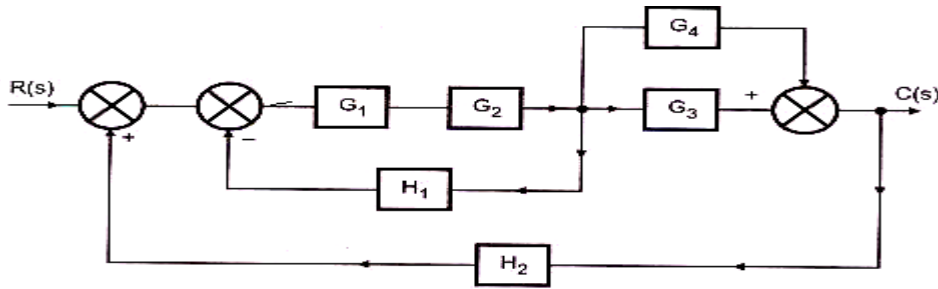 G₄
R(s)
G₁
G₂
G₃
+
C(s)
+
−
H₁
H₂